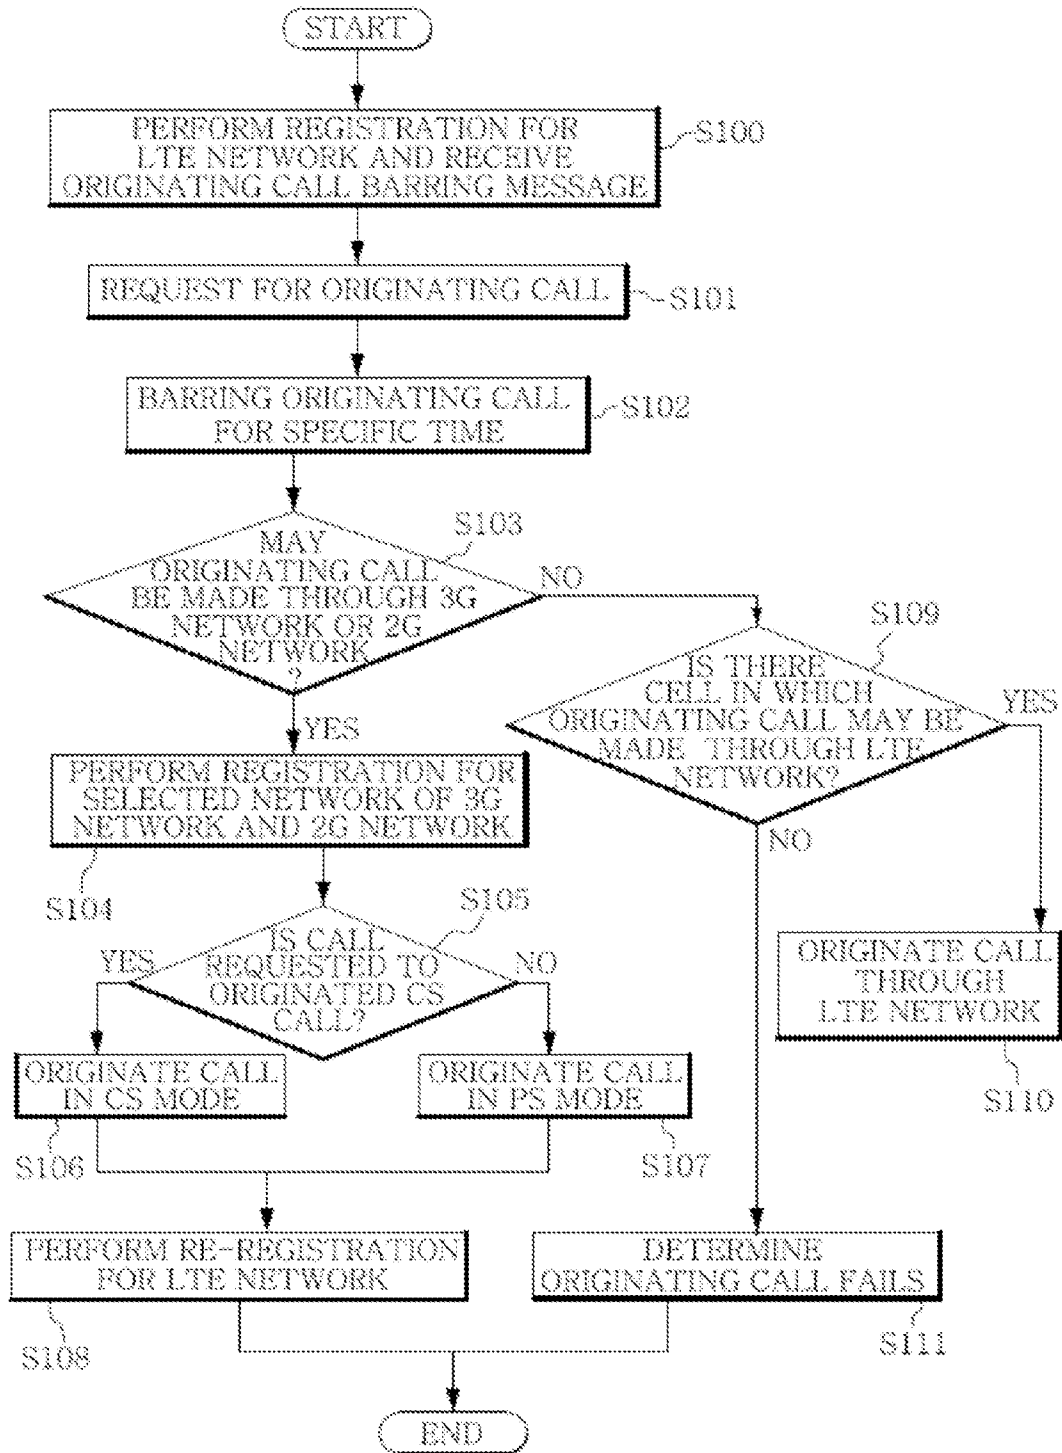 START
PERFORM REGISTRATION FOR
LTE NETWORK AND RECEIVE
ORIGINATING CALL BARRING MESSAGE
S100
REQUEST FOR ORIGINATING CALL
S101
BARRING ORIGINATING CALL
FOR SPECIFIC TIME
S102
S103
MAY
ORIGINATING CALL
BE MADE THROUGH 3G
NETWORK OR 2G
NETWORK
?
NO
YES
S109
IS THERE
CELL IN WHICH
ORIGINATING CALL MAY BE
MADE THROUGH LTE
NETWORK?
YES
NO
PERFORM REGISTRATION FOR
SELECTED NETWORK OF 3G
NETWORK AND 2G NETWORK
S104
S105
IS CALL
REQUESTED TO
ORIGINATED CS
CALL?
YES
NO
ORIGINATE CALL
THROUGH
LTE NETWORK
S110
ORIGINATE CALL
IN CS MODE
S106
ORIGINATE CALL
IN PS MODE
S107
PERFORM RE-REGISTRATION
FOR LTE NETWORK
S108
DETERMINE
ORIGINATING CALL FAILS
S111
END